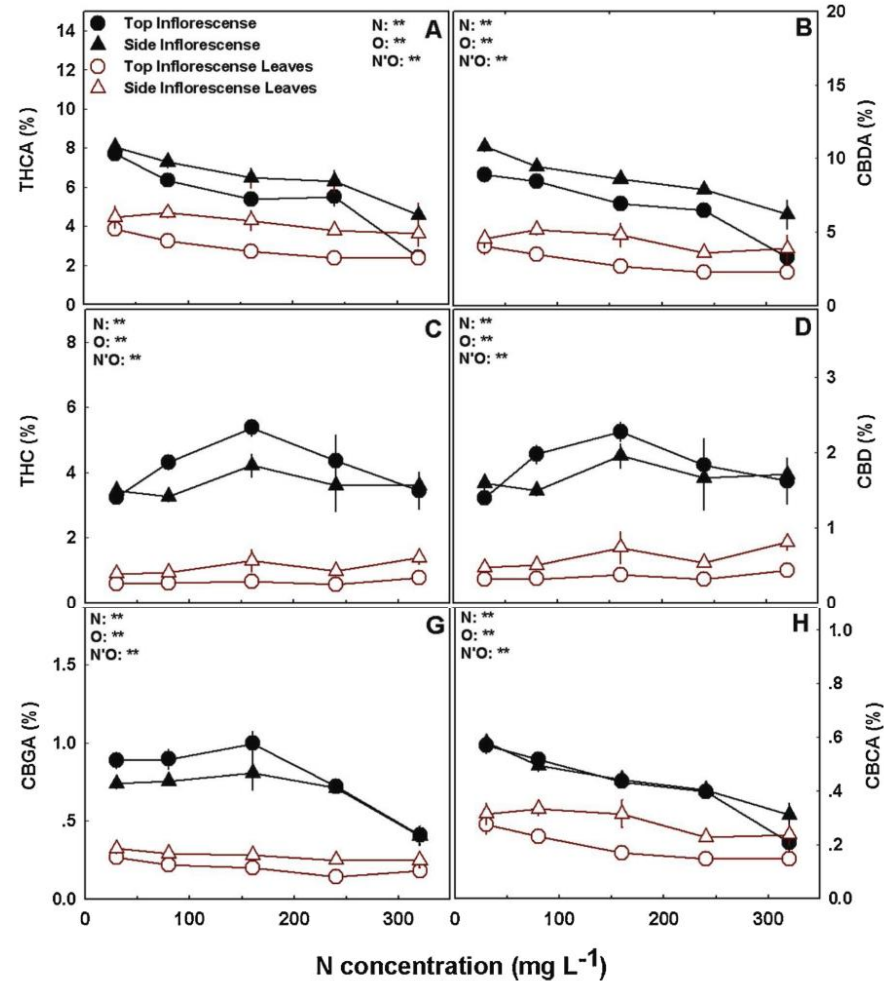 Top Inflorescense
Side Inflorescense
Top Inflorescense Leaves
Side Inflorescense Leaves
N: **
O: **
N'O: **
A
THCA (%)
14
12
10
8
6
4
2
0
N: **
O: **
N'O: **
B
CBDA (%)
20
15
10
5
0
N: **
O: **
N'O: **
C
THC (%)
8
6
4
2
0
N: **
O: **
N'O: **
D
CBD (%)
3
2
1
0
N: **
O: **
N'O: **
G
CBGA (%)
1.5
1.0
.5
0.0
0
100
200
300
N: **
O: **
N'O: **
H
CBCA (%)
1.0
.8
.6
.4
.2
0.0
0
100
200
300
N concentration (mg L⁻¹)